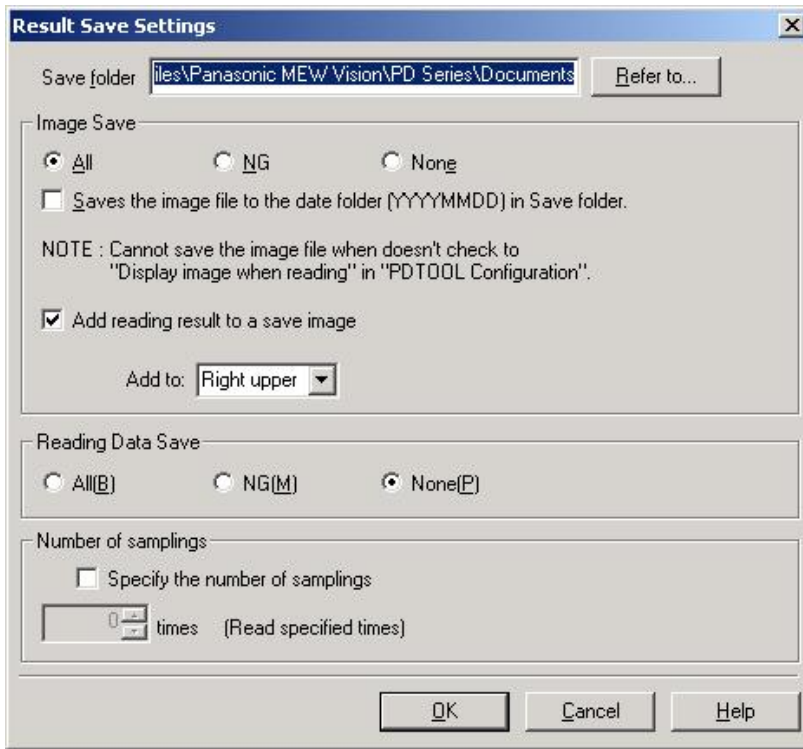 Result Save Settings
Save folder iles\Panasonic MEW Vision\PD Series\Documents Refer to...
Image Save
All NG None
Saves the image file to the date folder (YYYYMMDD) in Save folder.
NOTE : Cannot save the image file when doesn't check to
"Display image when reading" in "PDTOOL Configuration".
Add reading result to a save image
Add to: Right upper
Reading Data Save
All(B) NG(M) None(P)
Number of samplings
Specify the number of samplings
0 times (Read specified times)
OK Cancel Help